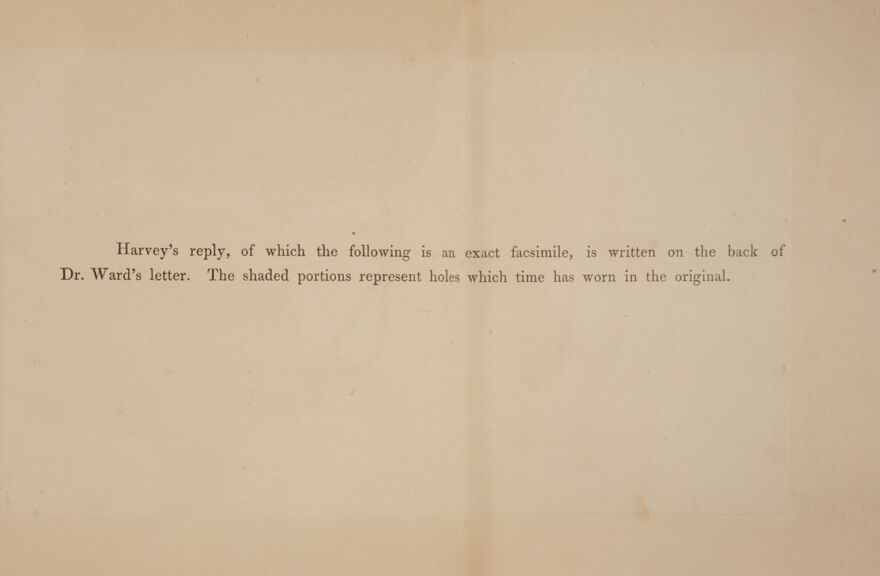 Harvey's reply, of which the following is an exact facsimile, is written on the back of
Dr. Ward's letter. The shaded portions represent holes which time has worn in the original.